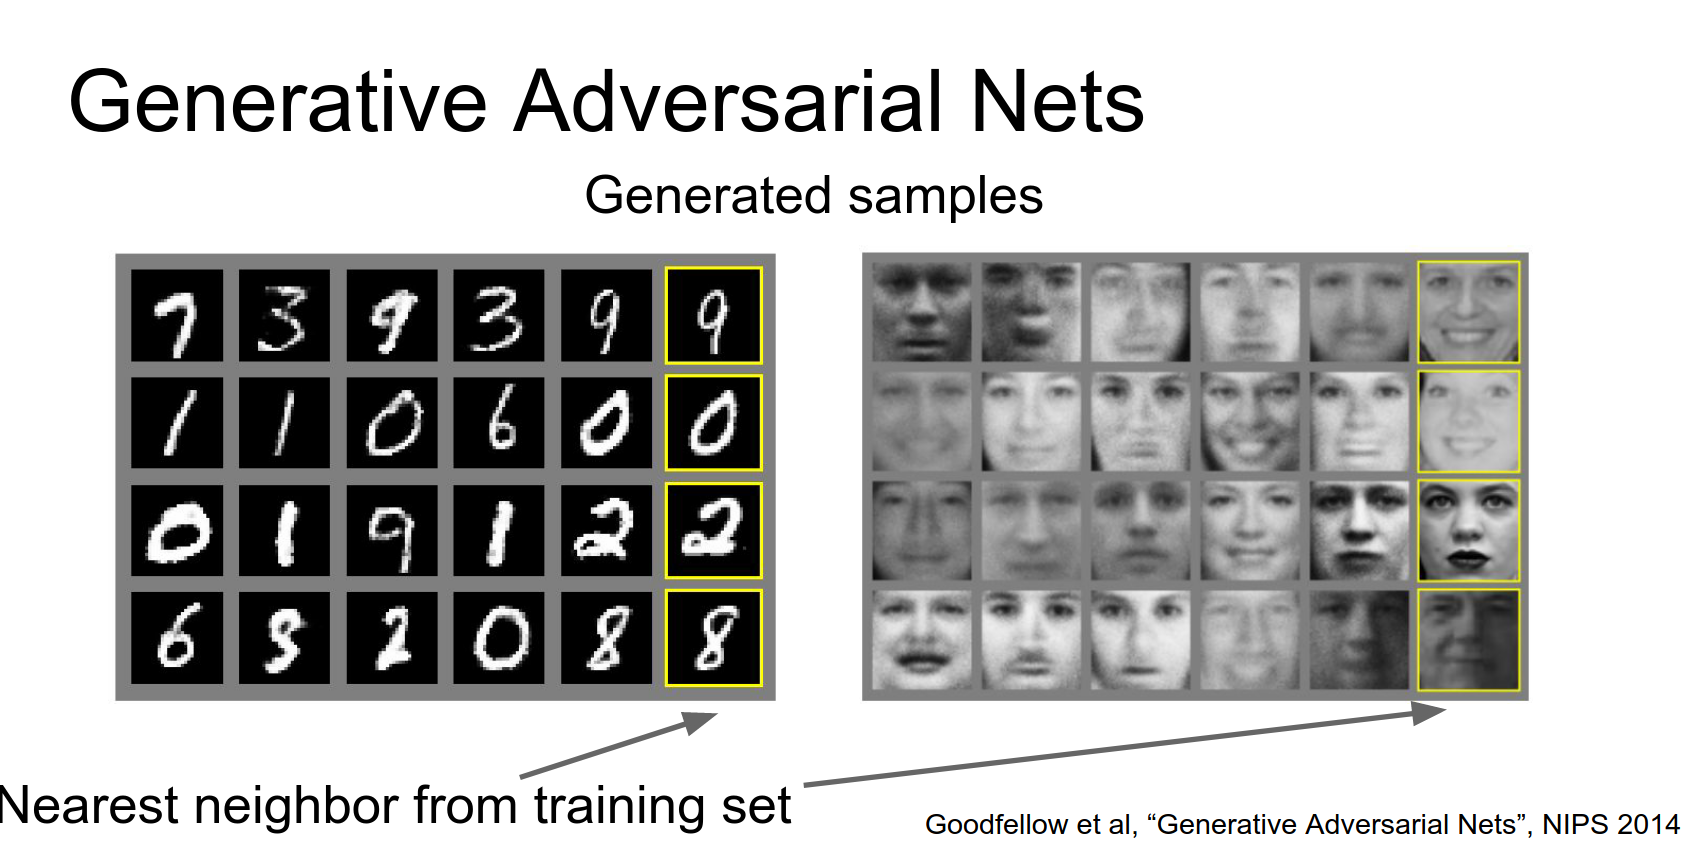 Generative Adversarial Nets
Generated samples
7 3 9 3 9 9
1 1 0 6 0 0
0 1 9 1 2 2
6 5 2 0 8 8
Nearest neighbor from training set
Goodfellow et al, “Generative Adversarial Nets”, NIPS 2014